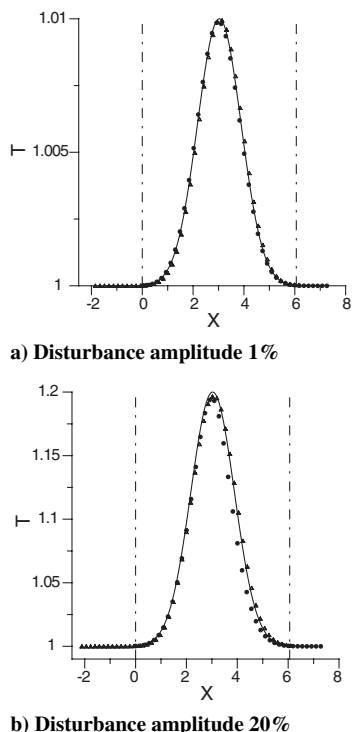 1.01
T
1.005
1
-2 0 2 4 6 8
X
a) Disturbance amplitude 1%
1.2
1.15
T
1.1
1.05
1
-2 0 2 4 6 8
X
b) Disturbance amplitude 20%